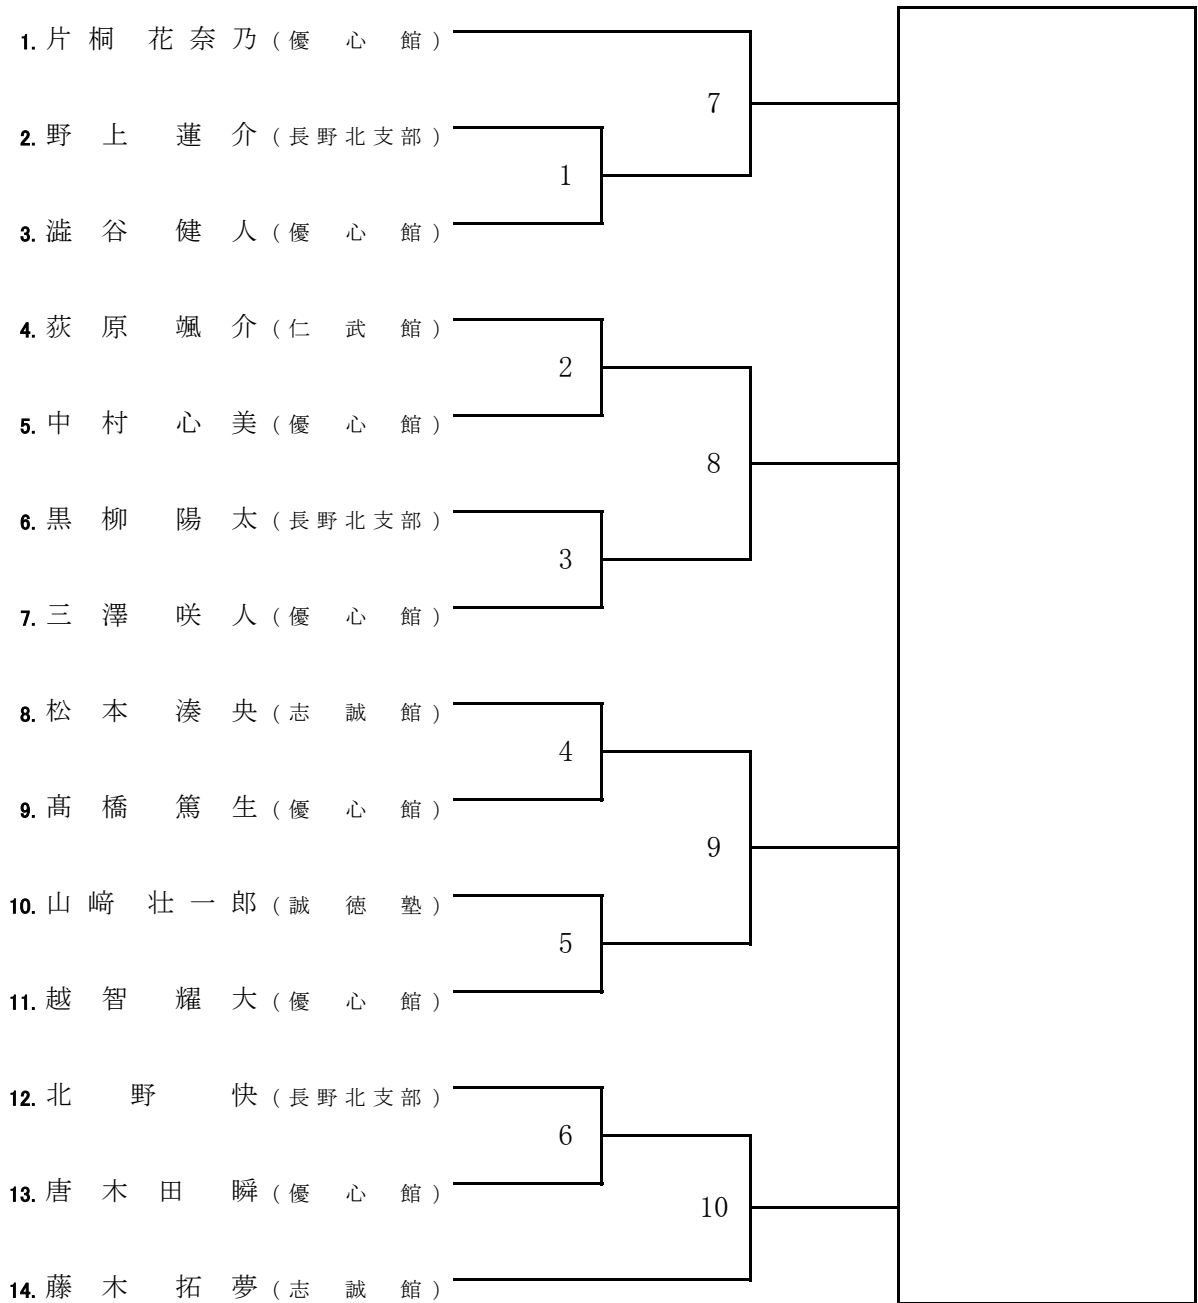 1. 片桐 花奈乃 (優心館)
7
2. 野上 蓮介 (長野北支部)
1
3. 澁谷 健人 (優心館)
4. 荻原 颯介 (仁武館)
2
5. 中村 心美 (優心館)
8
6. 黒柳 陽太 (長野北支部)
3
7. 三澤 咲人 (優心館)
8. 松本 湊央 (志誠館)
4
9. 髙橋 篤生 (優心館)
9
10. 山﨑 壮一郎 (誠徳塾)
5
11. 越智 耀大 (優心館)
12. 北野 快 (長野北支部)
6
13. 唐木田 瞬 (優心館)
10
14. 藤木 拓夢 (志誠館)